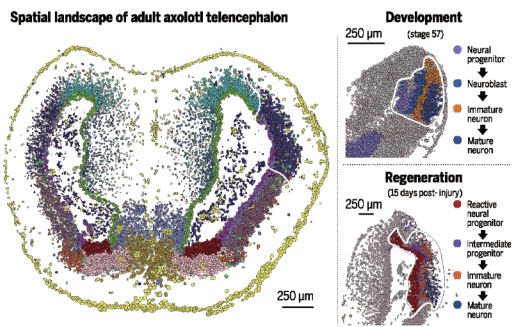 Spatial landscape of adult axolotl telencephalon
250 µm
Development
(stage 57)
250 µm
Neural
progenitor
Neuroblast
Immature
neuron
Mature
neuron
Regeneration
(15 days post-injury)
250 µm
Reactive
neural
progenitor
Intermediate
progenitor
Immature
neuron
Mature
neuron